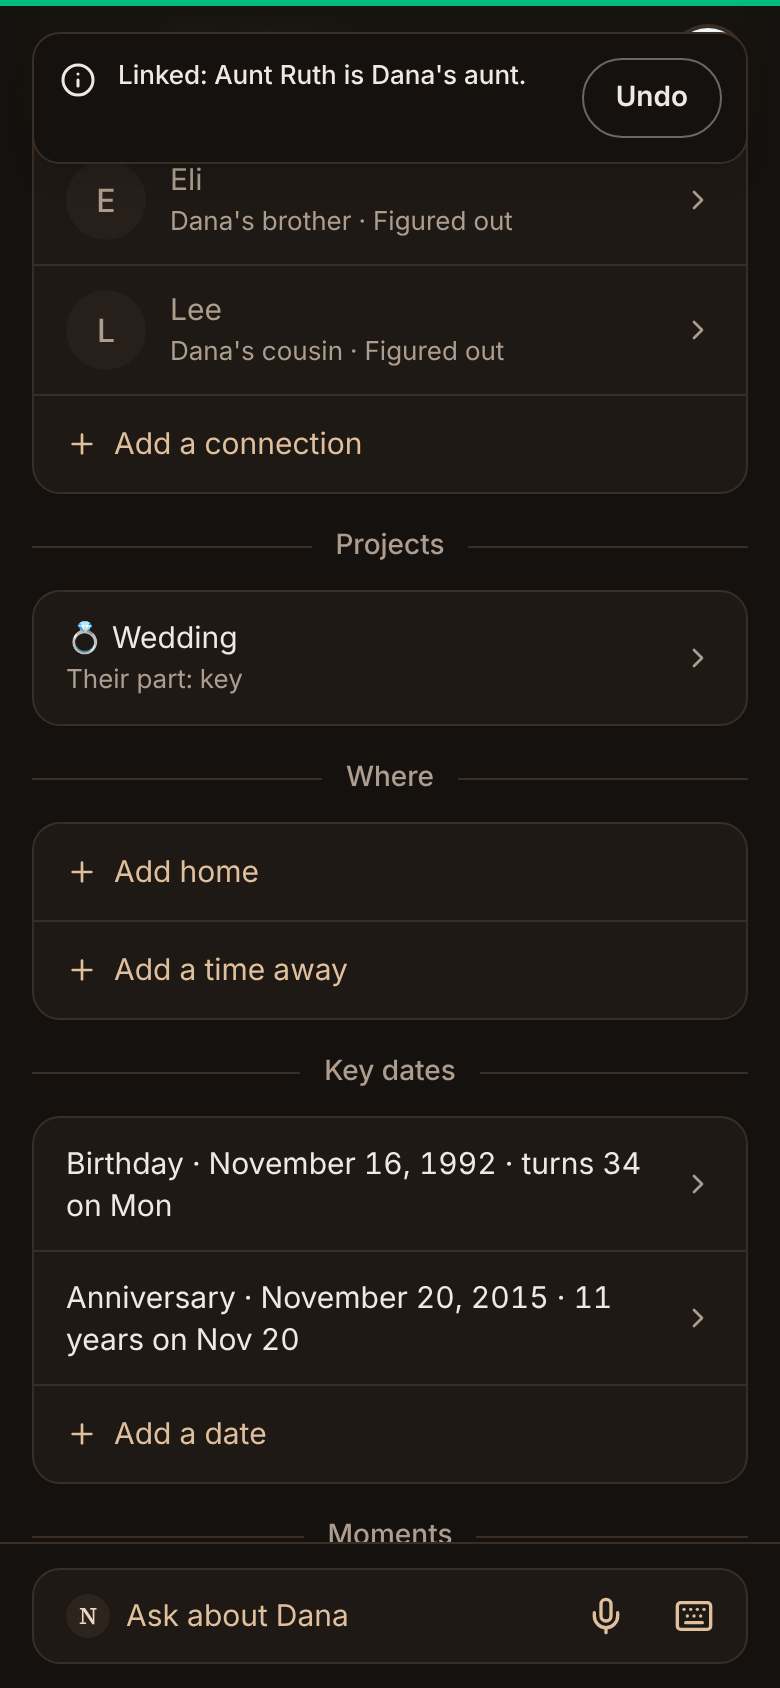 Linked: Aunt Ruth is Dana's aunt.
Undo
E
Eli
Dana's brother · Figured out
L
Lee
Dana's cousin · Figured out
+ Add a connection
Projects
💍 Wedding
Their part: key
Where
+ Add home
+ Add a time away
Key dates
Birthday · November 16, 1992 · turns 34
on Mon
Anniversary · November 20, 2015 · 11
years on Nov 20
+ Add a date
Moments
N
Ask about Dana